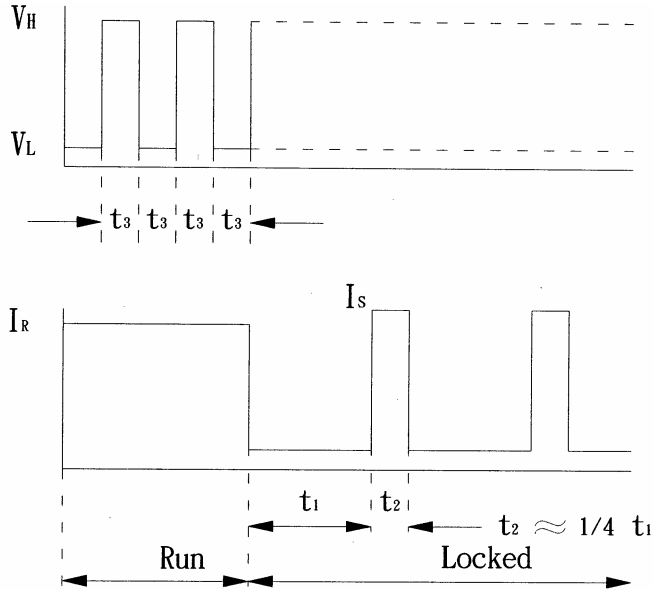 VH
VL
t3 t3 t3 t3
IS
IR
t1 t2 t2 ≈ 1/4 t1
Run Locked